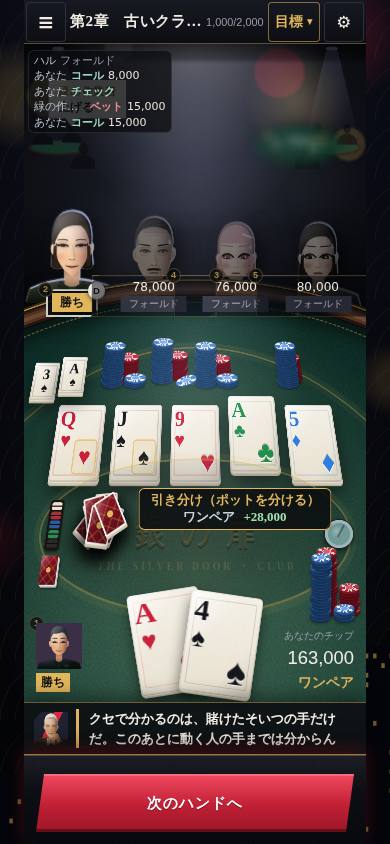 第2章 古いクラ… 1,000/2,000 目標 ▼
ハル フォールド
あなた コール 8,000
あなた チェック
緑の作… ベット 15,000
あなた コール 15,000
2 D 4 3 5
勝ち 78,000 76,000 80,000
フォールド フォールド フォールド
3 A
Q J 9 A 5
引き分け（ポットを分ける）
ワンペア +28,000
銀の扉
THE SILVER DOOR CLUB
A 4
1
勝ち
あなたのチップ
163,000
ワンペア
クセで分かるのは、賭けたそいつの手だけ
だ。このあとに動く人の手までは分からん
次のハンドへ